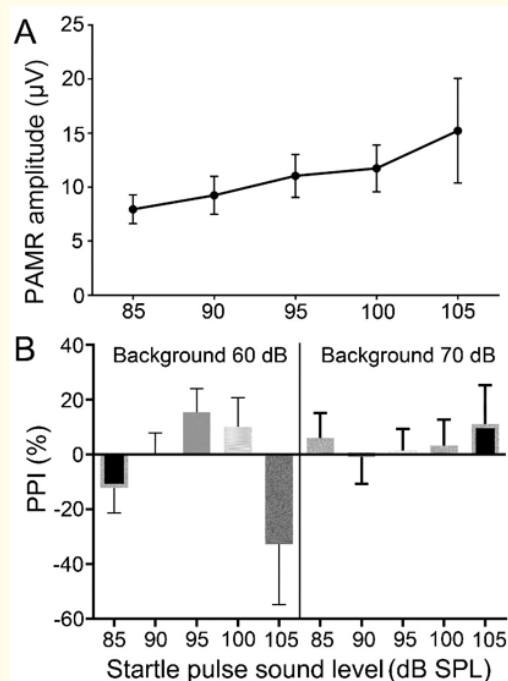 A
PAMR amplitude (µV)
25
20
15
10
5
0
85 90 95 100 105
B
PPI (%)
Background 60 dB Background 70 dB
40
20
0
-20
-40
-60
85 90 95 100 105 85 90 95 100 105
Startle pulse sound level (dB SPL)